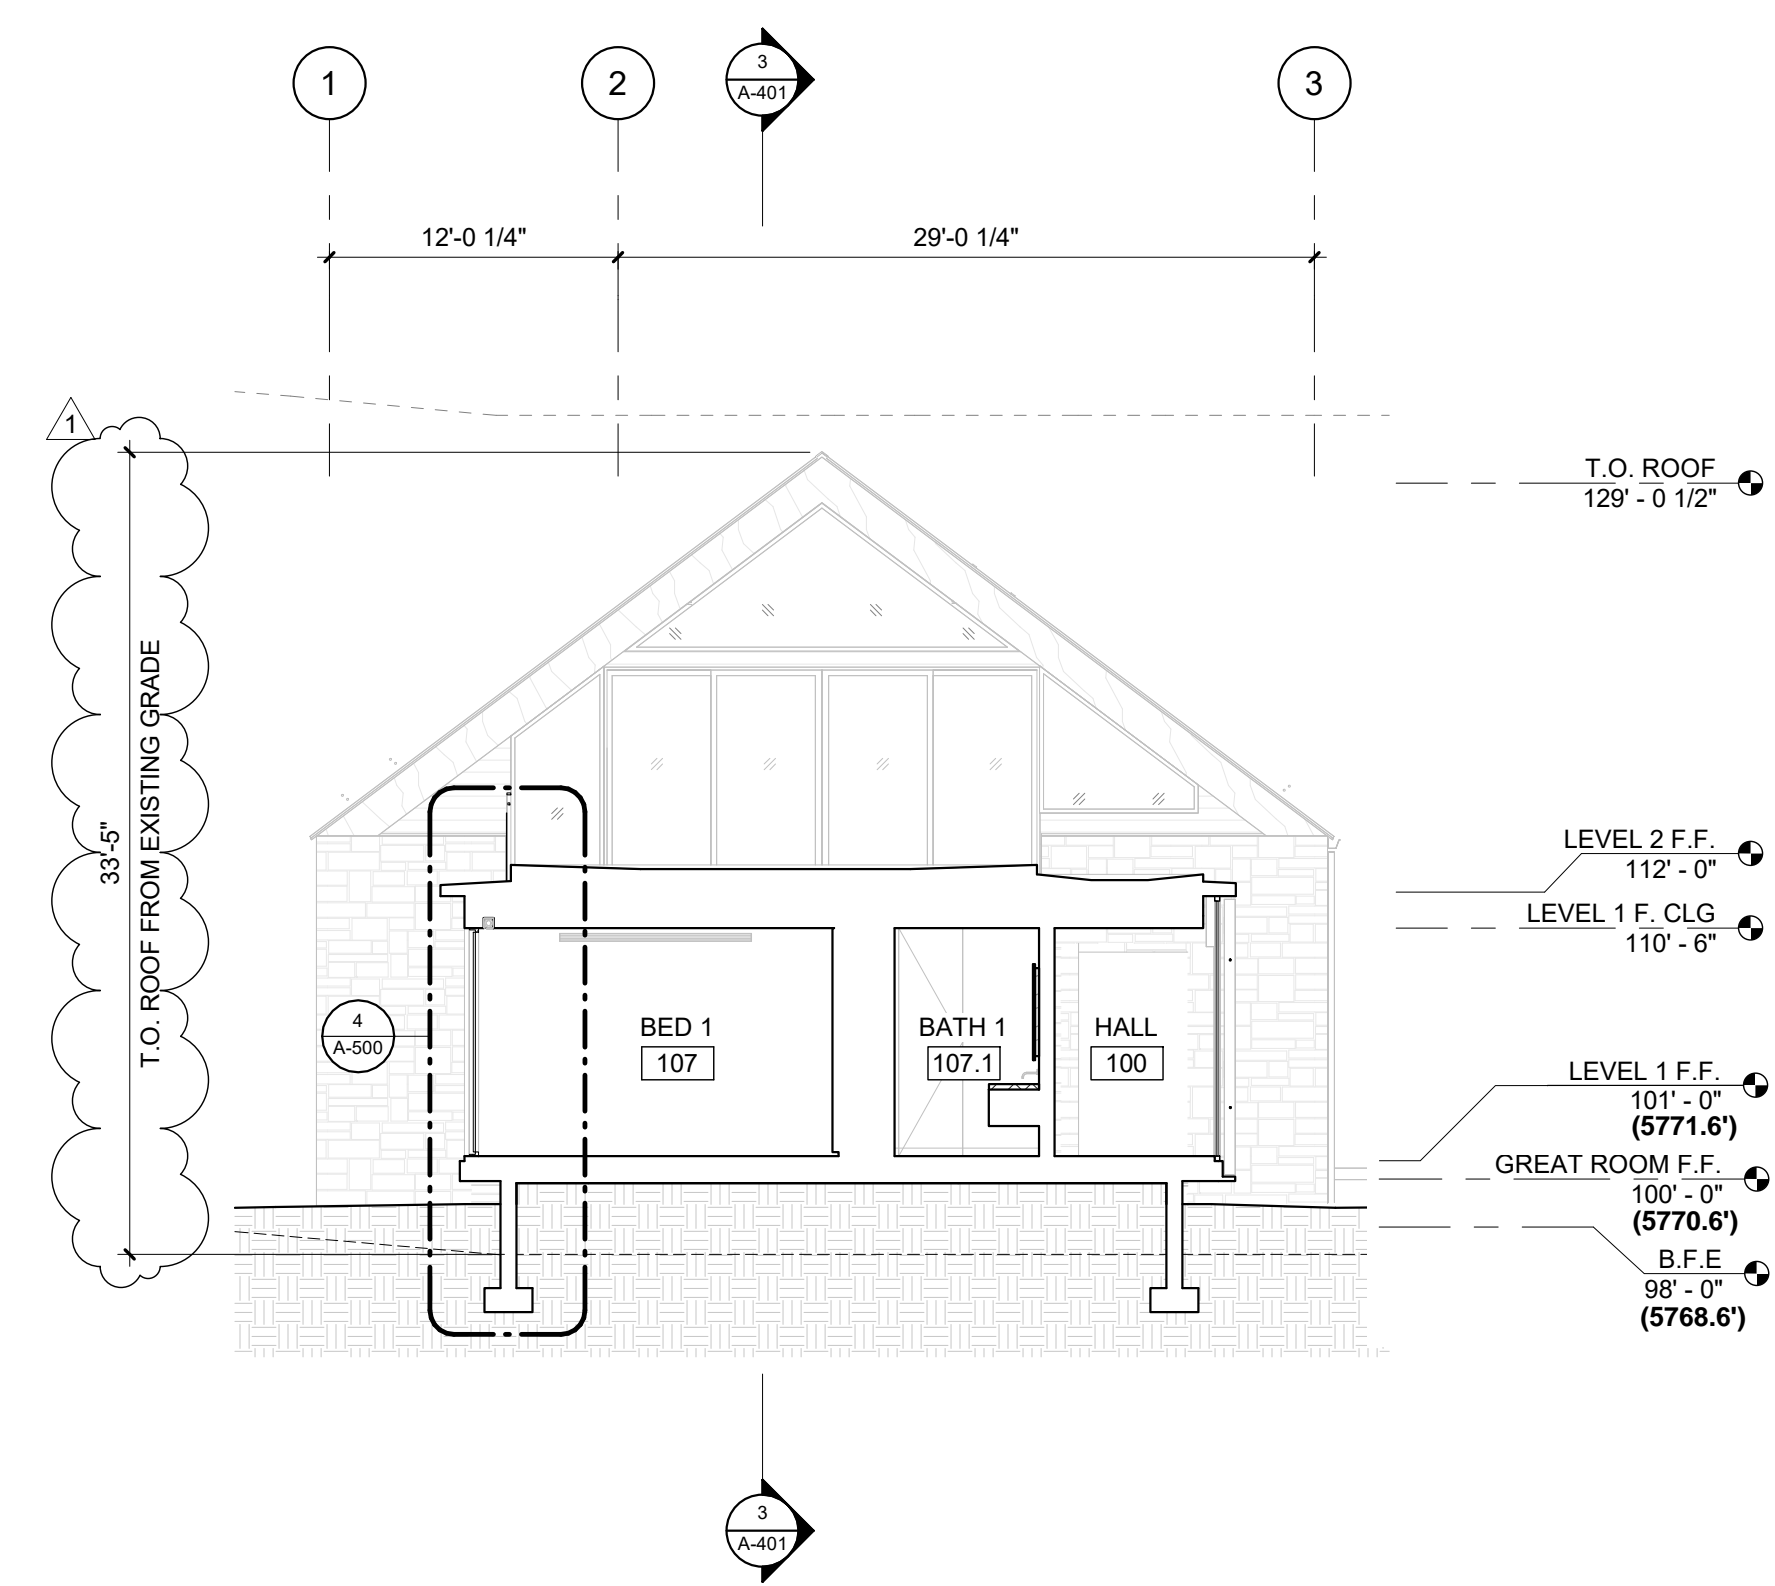 1
2
3
A-401
3
12'-0 1/4"
29'-0 1/4"
1
T.O. ROOF
129' - 0 1/2"
33'-5"
T.O. ROOF FROM EXISTING GRADE
LEVEL 2 F.F.
112' - 0"
LEVEL 1 F. CLG
110' - 6"
4
A-500
BED 1
107
BATH 1
107.1
HALL
100
LEVEL 1 F.F.
101' - 0"
(5771.6')
GREAT ROOM F.F.
100' - 0"
(5770.6')
B.F.E
98' - 0"
(5768.6')
3
A-401